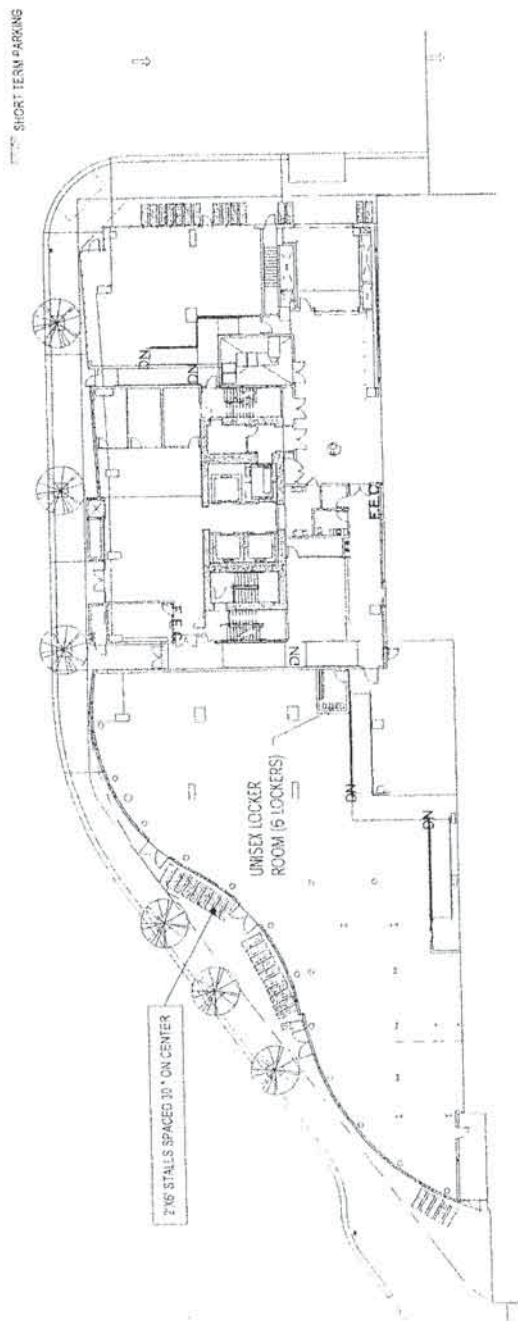 SHORT TERM PARKING
DN
DN
F.E.C
F.E.C
DN
UNISEX LOCKER
ROOM (6 LOCKERS)
DN
DN
2'X6' STALLS SPACED 30" ON CENTER